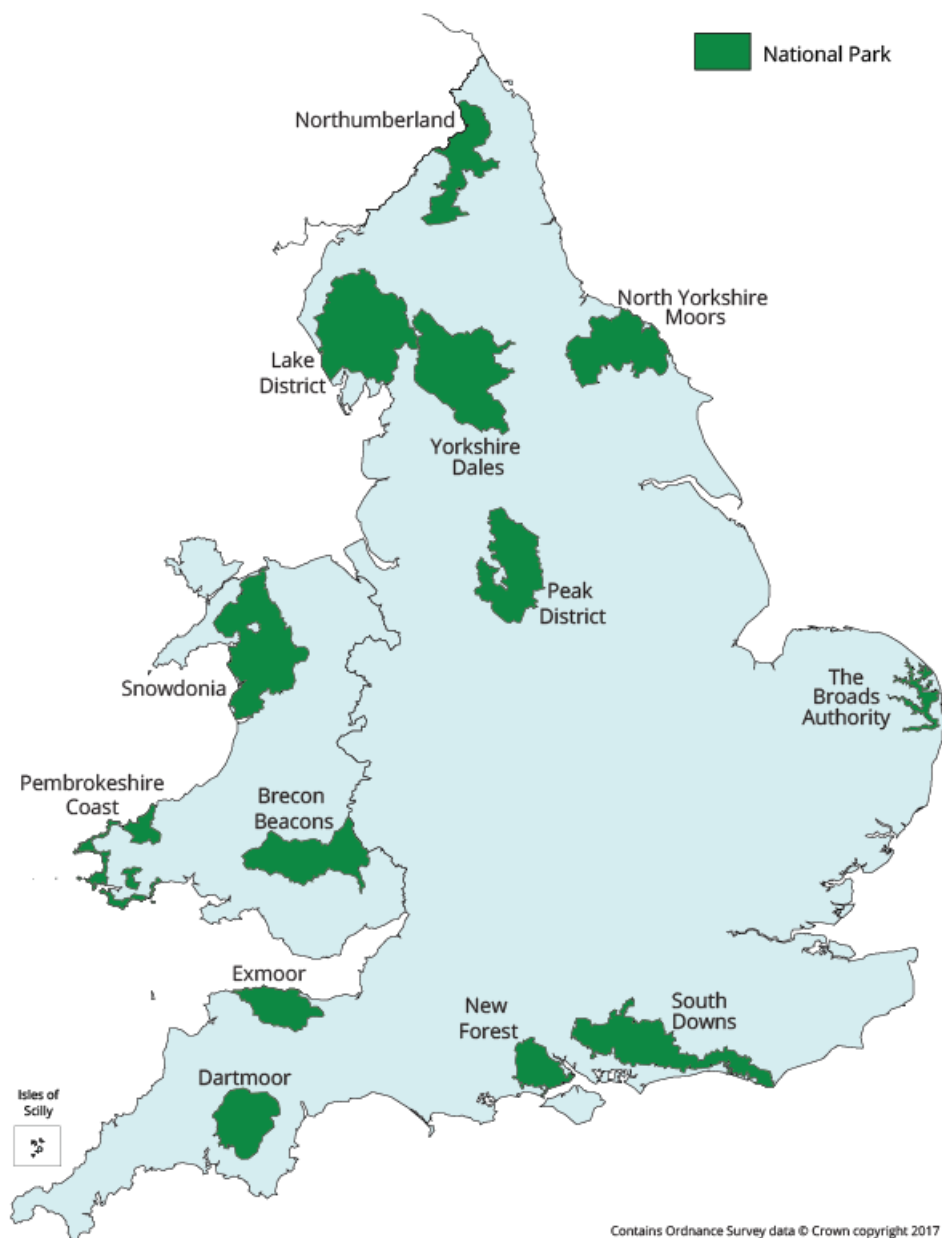 National Park
Northumberland
North Yorkshire
Moors
Lake
District
Yorkshire
Dales
Peak
District
Snowdonia
The
Broads
Authority
Pembrokeshire
Coast
Brecon
Beacons
Exmoor
New
Forest
South
Downs
Dartmoor
Isles of
Scilly
Contains Ordnance Survey data © Crown copyright 2017